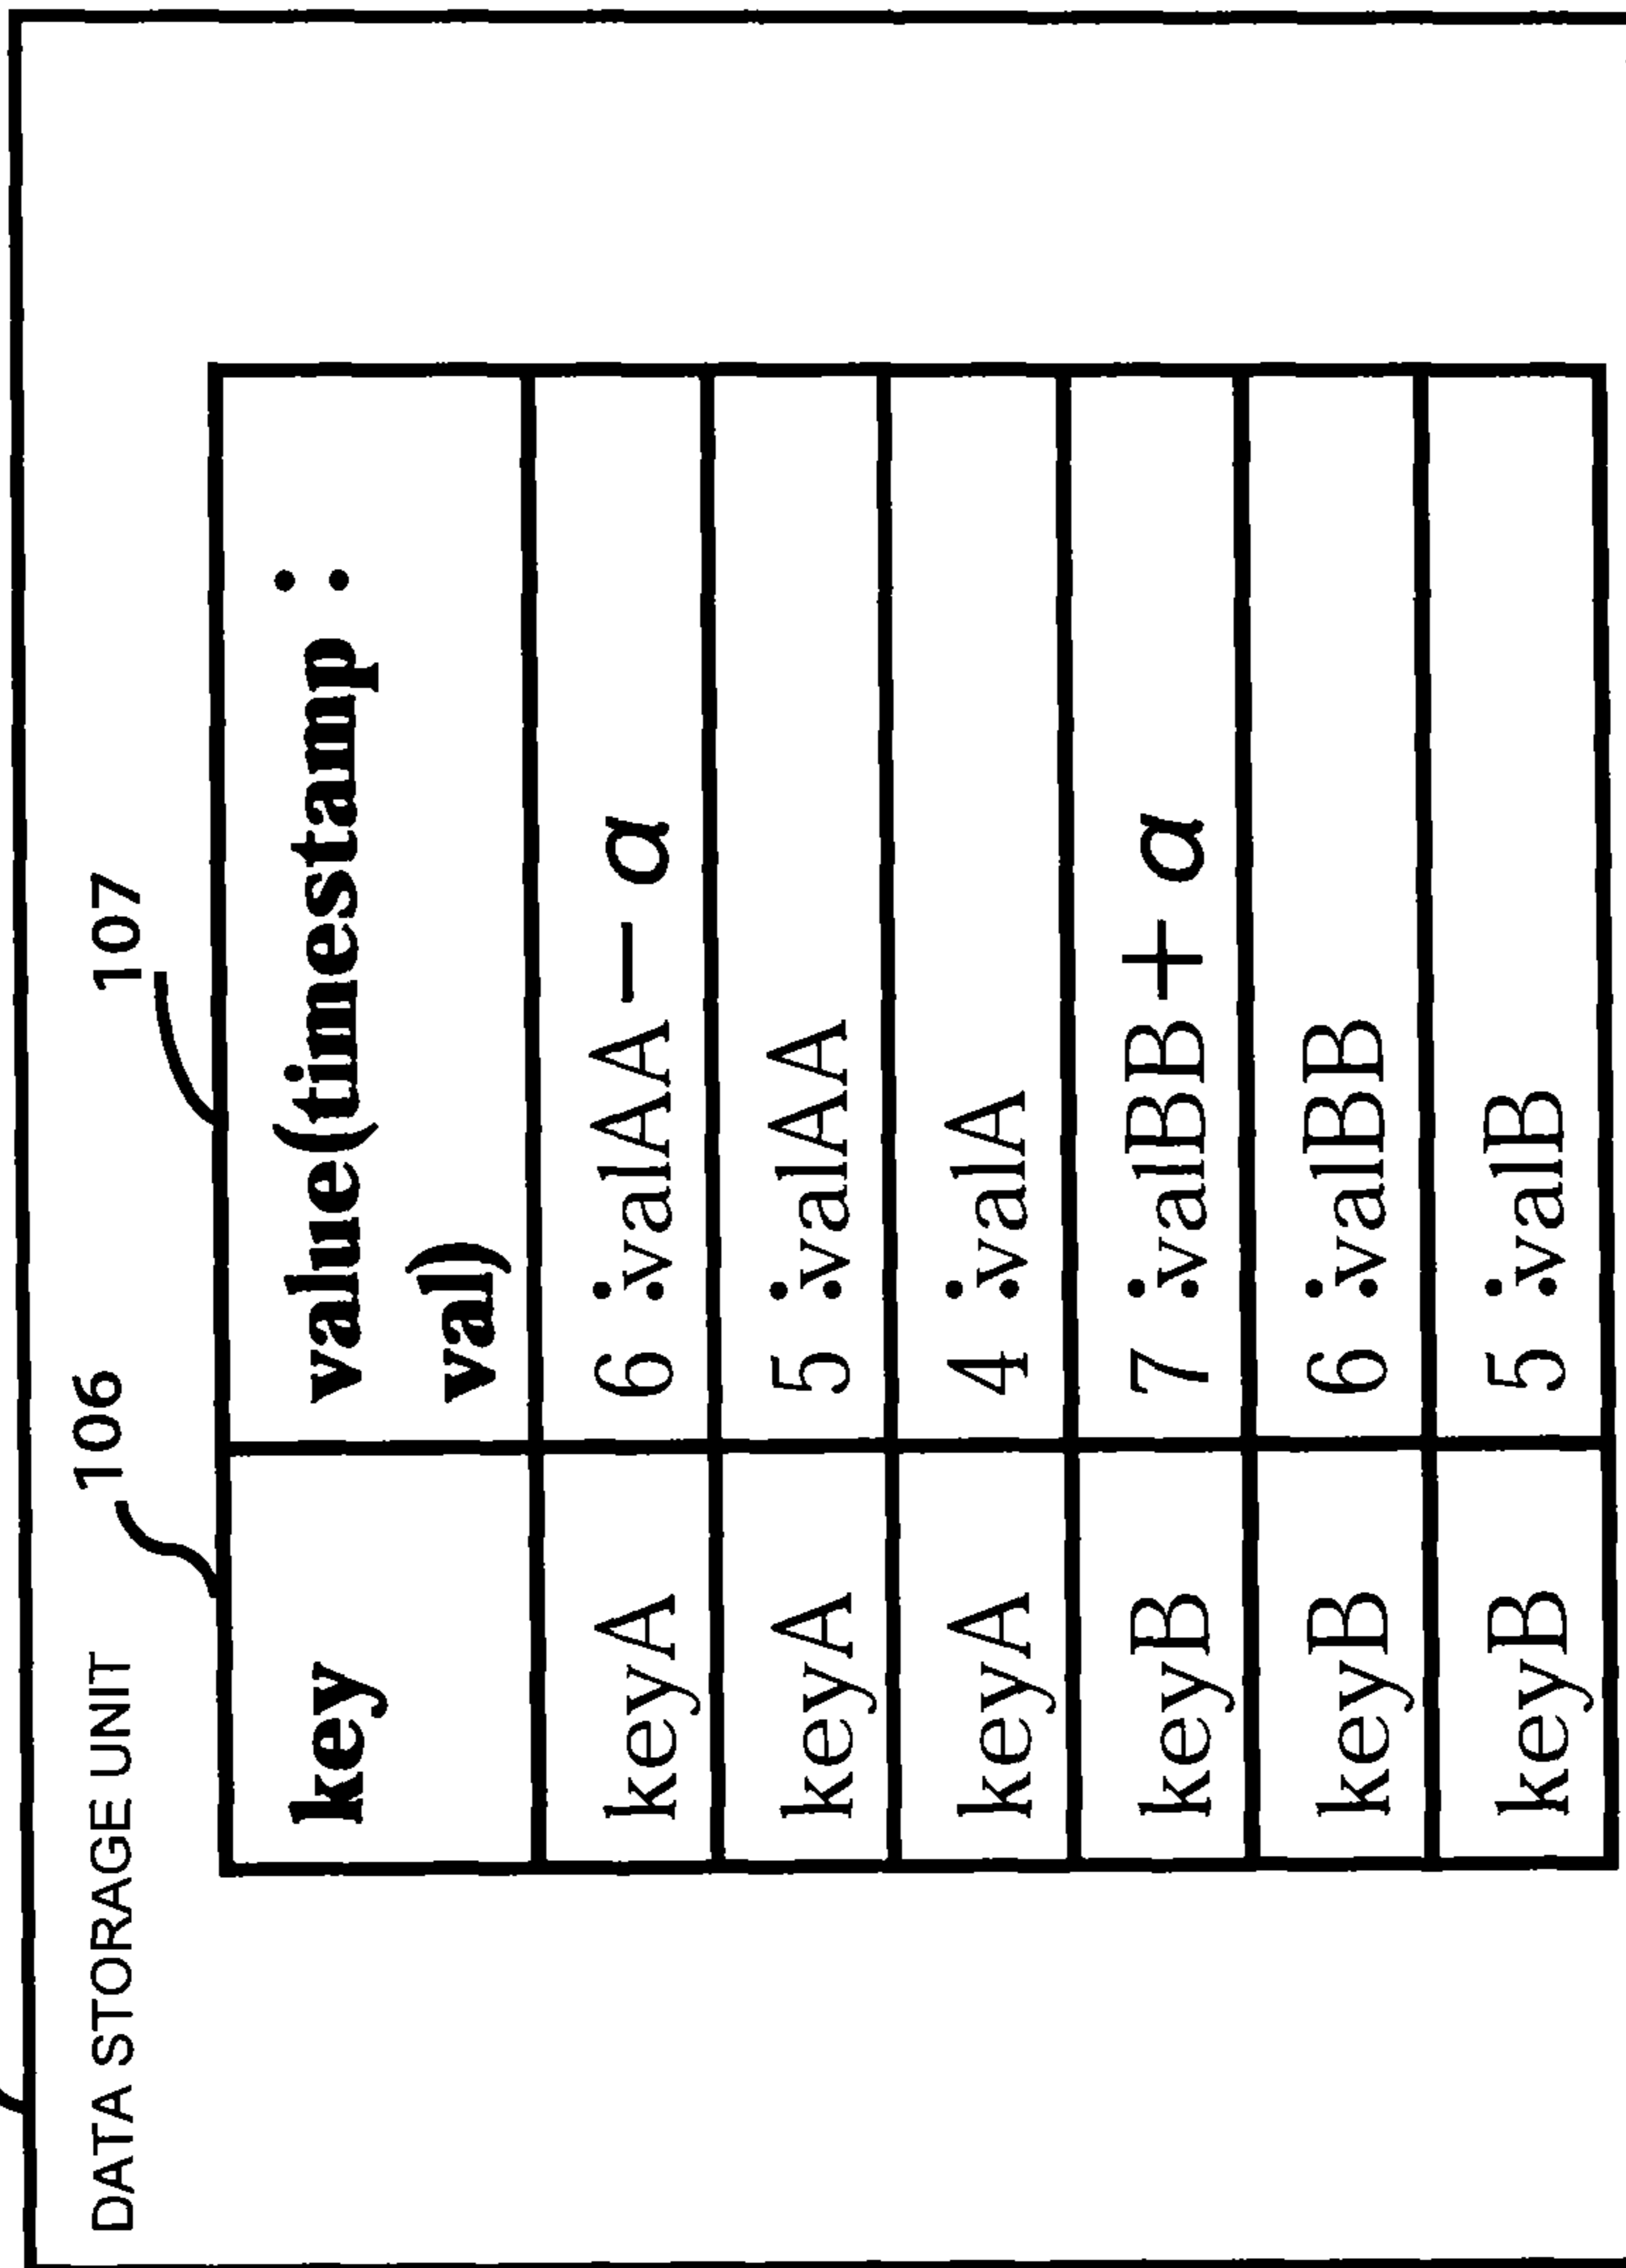 DATA STORAGE UNIT
106
107
key value(timestamp : val)
keyA 6 : valAA − α
keyA 5 : valAA
keyA 4 : valA
keyB 7 : valBB + α
keyB 6 : valBB
keyB 5 : valB